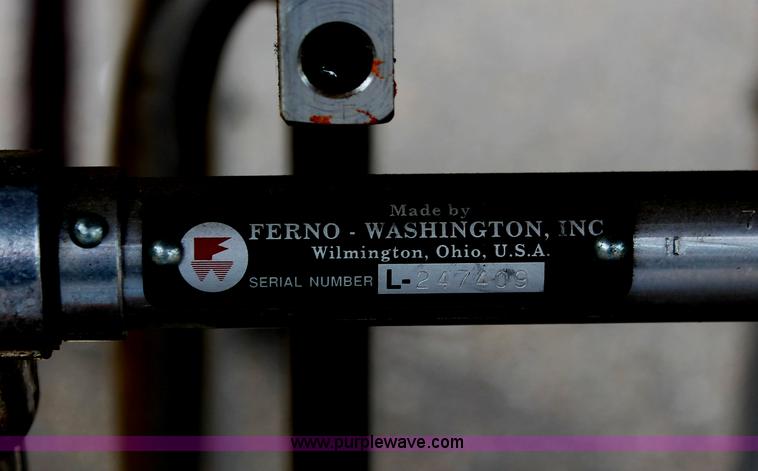 Made by
FERNO - WASHINGTON, INC
Wilmington, Ohio, U.S.A.
SERIAL NUMBER L-247409
www.purplewave.com